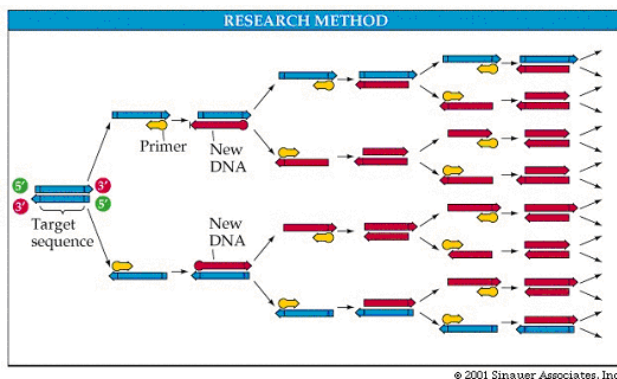 RESEARCH METHOD
Primer
New
DNA
5′
3′
3′
5′
Target
sequence
New
DNA
© 2001 Sinauer Associates, Inc